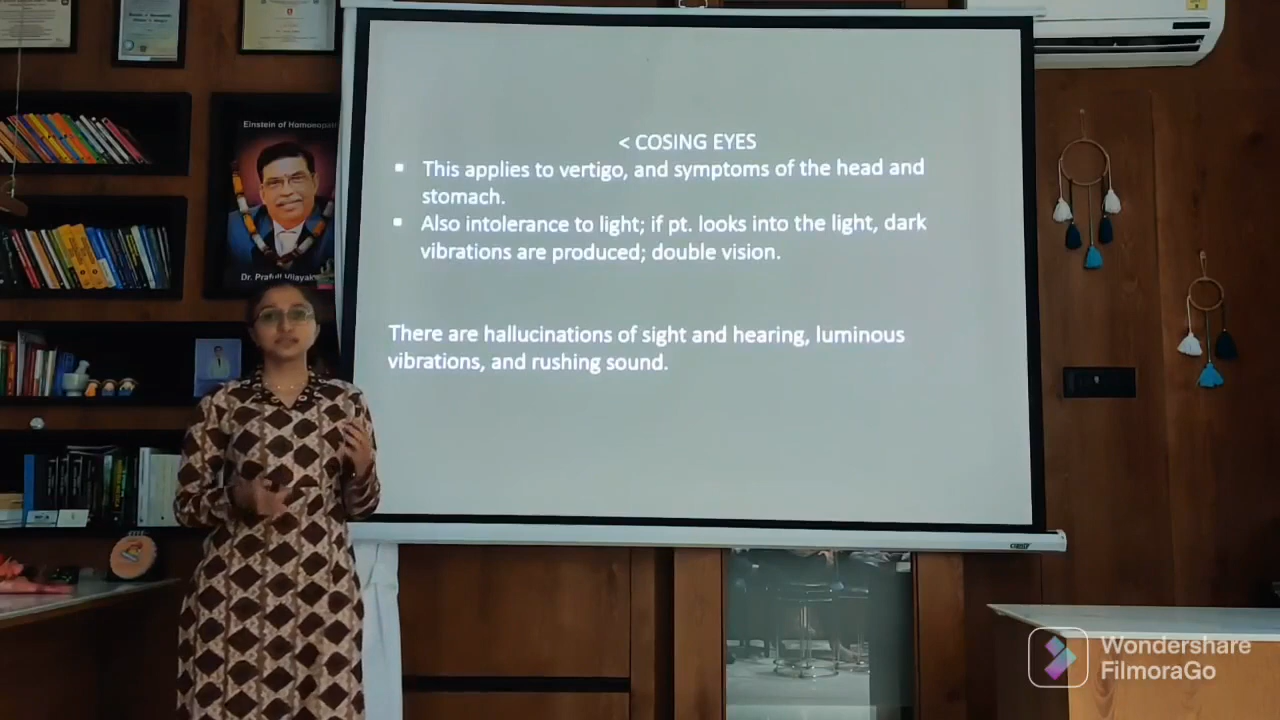 Einstein of Homoeopat
Dr. Prafull Vijayak
< COSING EYES
▪ This applies to vertigo, and symptoms of the head and
stomach.
▪ Also intolerance to light; if pt. looks into the light, dark
vibrations are produced; double vision.
There are hallucinations of sight and hearing, luminous
vibrations, and rushing sound.
Wondershare
FilmoraGo